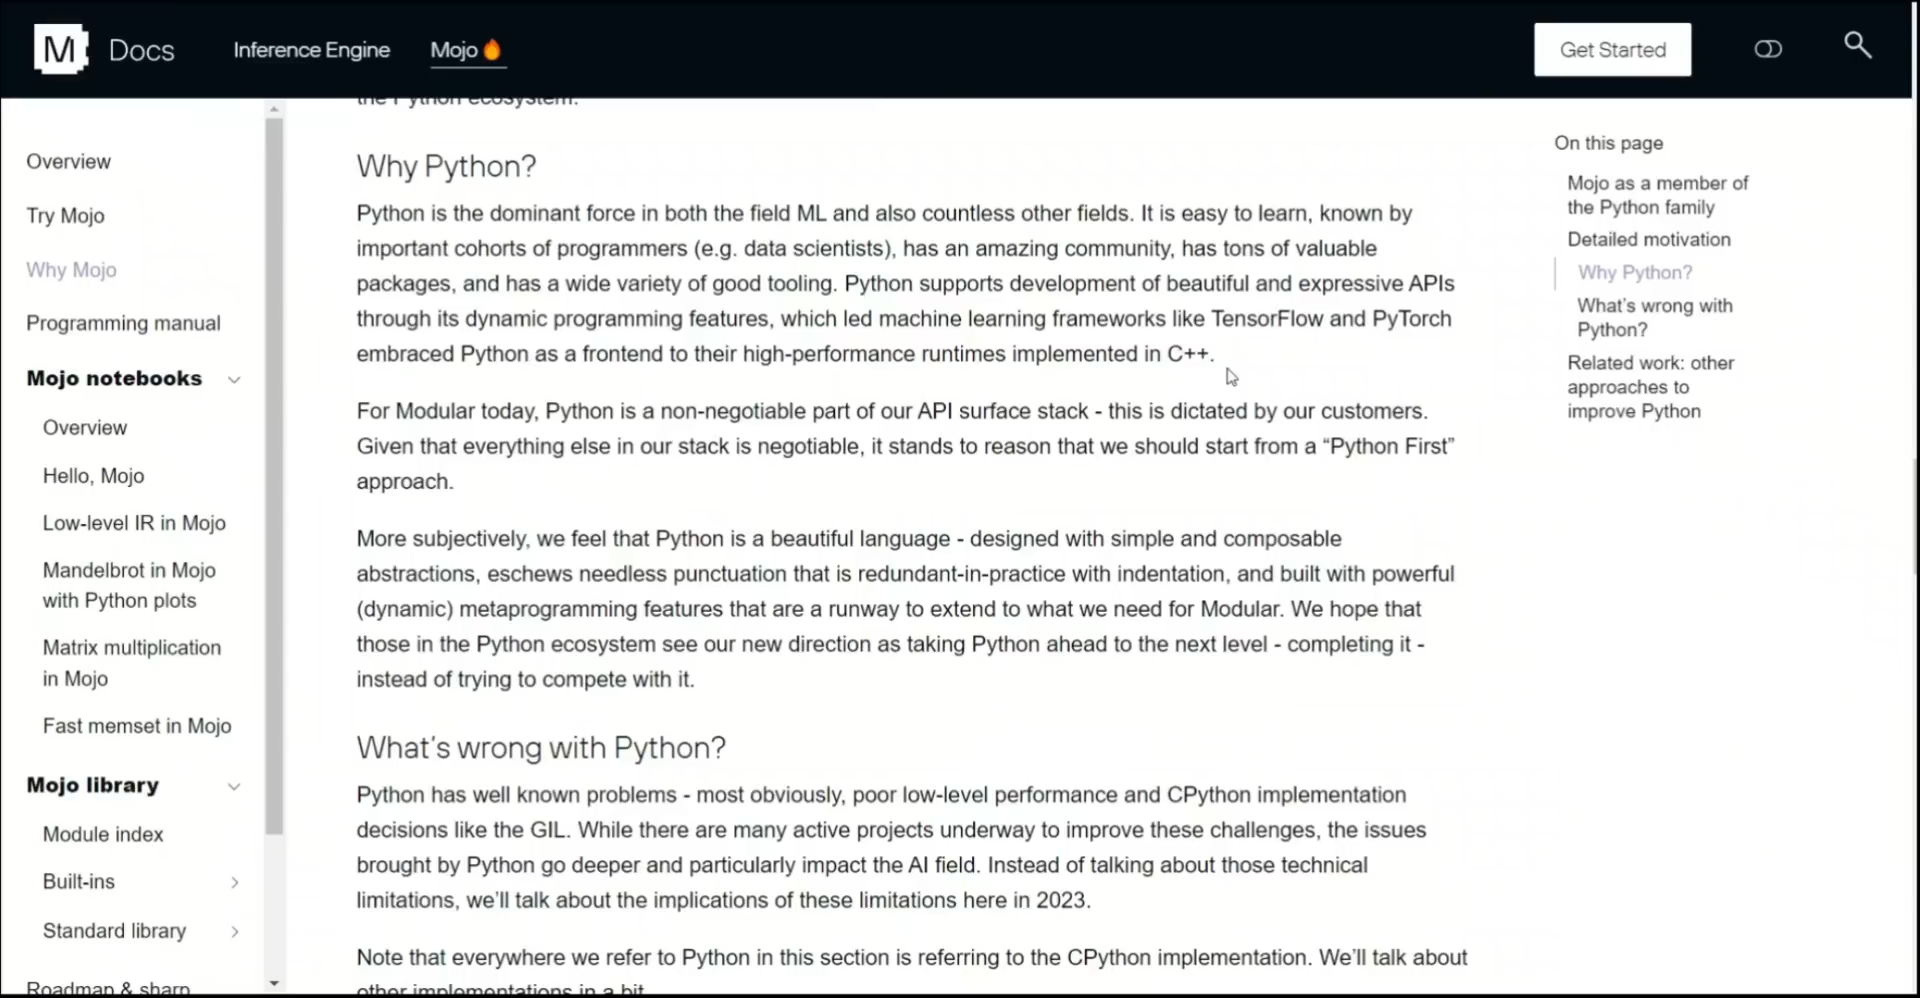 M Docs Inference Engine Mojo🔥 Get Started
Overview
Try Mojo
Why Mojo
Programming manual
Mojo notebooks
Overview
Hello, Mojo
Low-level IR in Mojo
Mandelbrot in Mojo
with Python plots
Matrix multiplication
in Mojo
Fast memset in Mojo
Mojo library
Module index
Built-ins
Standard library
Roadmap & sharp
the Python ecosystem.
Why Python?
Python is the dominant force in both the field ML and also countless other fields. It is easy to learn, known by
important cohorts of programmers (e.g. data scientists), has an amazing community, has tons of valuable
packages, and has a wide variety of good tooling. Python supports development of beautiful and expressive APIs
through its dynamic programming features, which led machine learning frameworks like TensorFlow and PyTorch
embraced Python as a frontend to their high-performance runtimes implemented in C++.
For Modular today, Python is a non-negotiable part of our API surface stack - this is dictated by our customers.
Given that everything else in our stack is negotiable, it stands to reason that we should start from a “Python First”
approach.
More subjectively, we feel that Python is a beautiful language - designed with simple and composable
abstractions, eschews needless punctuation that is redundant-in-practice with indentation, and built with powerful
(dynamic) metaprogramming features that are a runway to extend to what we need for Modular. We hope that
those in the Python ecosystem see our new direction as taking Python ahead to the next level - completing it -
instead of trying to compete with it.
What’s wrong with Python?
Python has well known problems - most obviously, poor low-level performance and CPython implementation
decisions like the GIL. While there are many active projects underway to improve these challenges, the issues
brought by Python go deeper and particularly impact the AI field. Instead of talking about those technical
limitations, we’ll talk about the implications of these limitations here in 2023.
Note that everywhere we refer to Python in this section is referring to the CPython implementation. We’ll talk about
other implementations in a bit.
On this page
Mojo as a member of
the Python family
Detailed motivation
Why Python?
What’s wrong with
Python?
Related work: other
approaches to
improve Python